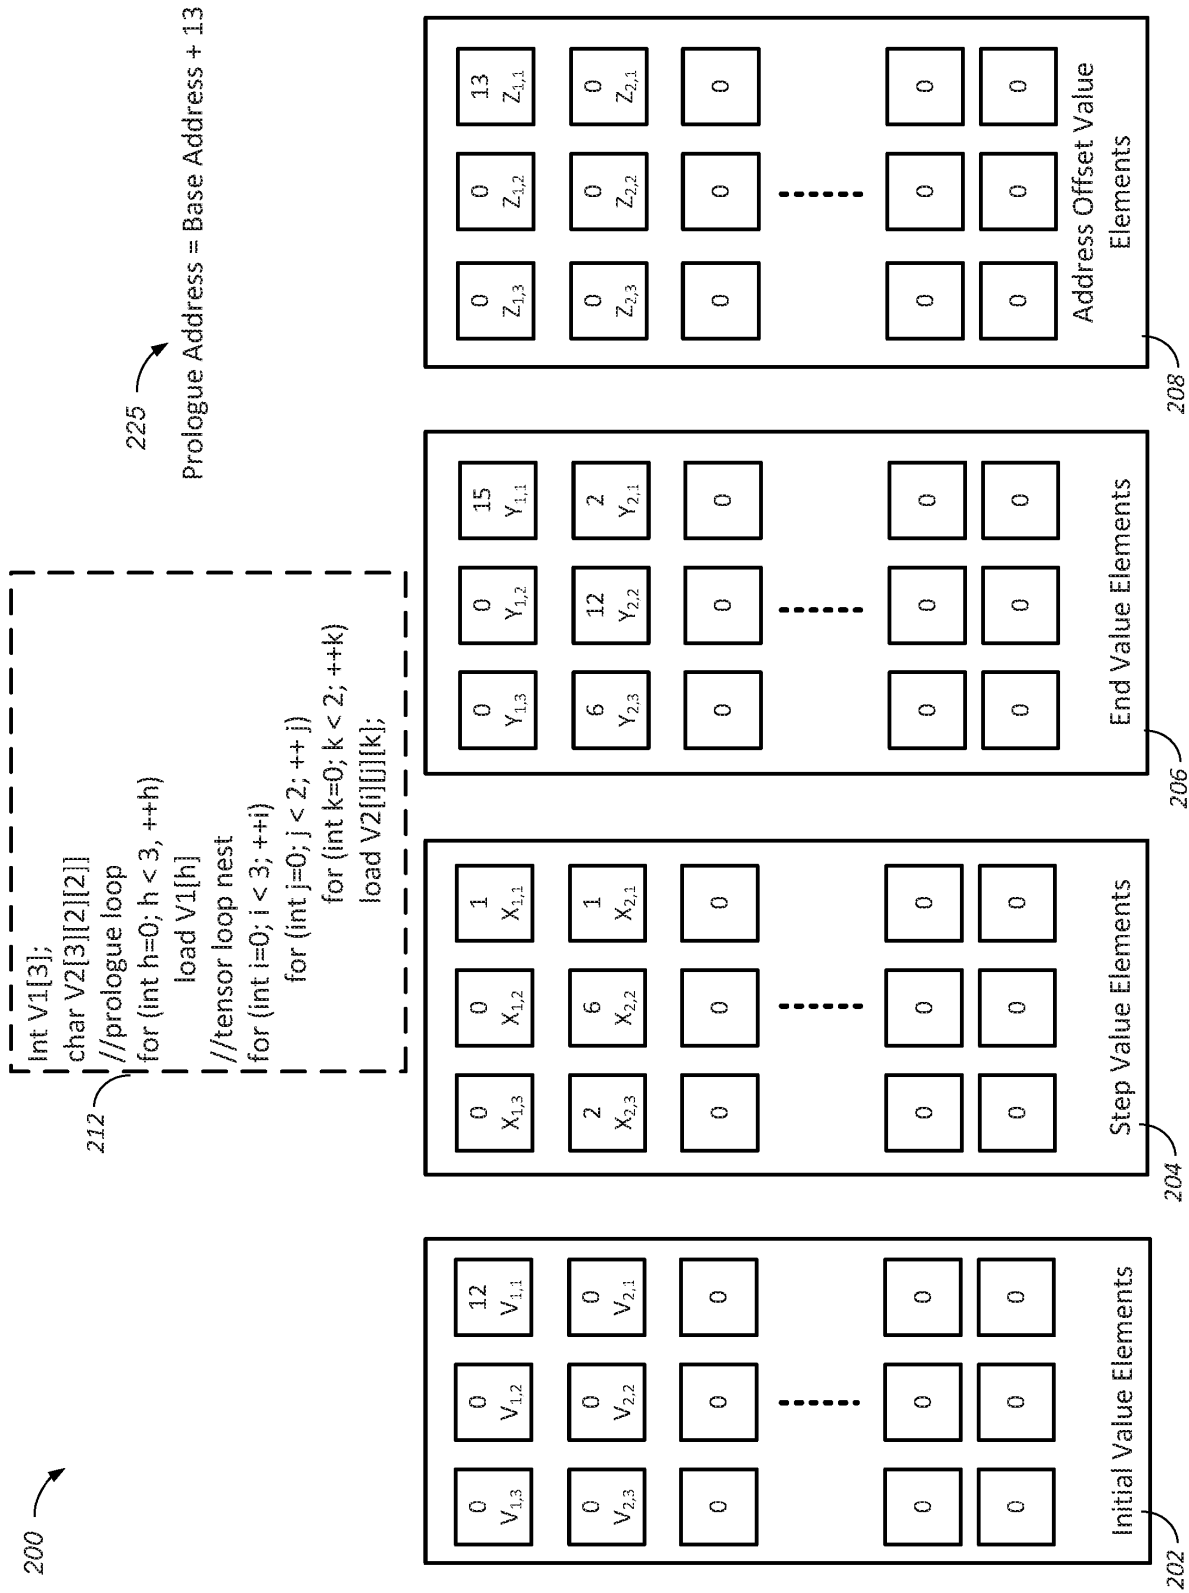 200
212
Int V1[3];
char V2[3][2][2]]
//prologue loop
for (int h=0; h < 3, ++h)
load V1[h]
//tensor loop nest
for (int i=0; i < 3; ++i)
for (int j=0; j < 2; ++ j)
for (int k=0; k < 2; ++k)
load V2[i][j][k];
225
Prologue Address = Base Address + 13
0 0 12
V1,3 V1,2 V1,1
0 0 0
V2,3 V2,2 V2,1
0 0 0
0 0 0
0 0 0
Initial Value Elements
202
0 0 1
X1,3 X1,2 X1,1
2 6 1
X2,3 X2,2 X2,1
0 0 0
0 0 0
0 0 0
Step Value Elements
204
0 0 15
Y1,3 Y1,2 Y1,1
6 12 2
Y2,3 Y2,2 Y2,1
0 0 0
0 0 0
0 0 0
End Value Elements
206
0 0 13
Z1,3 Z1,2 Z1,1
0 0 0
Z2,3 Z2,2 Z2,1
0 0 0
0 0 0
0 0 0
Address Offset Value
Elements
208